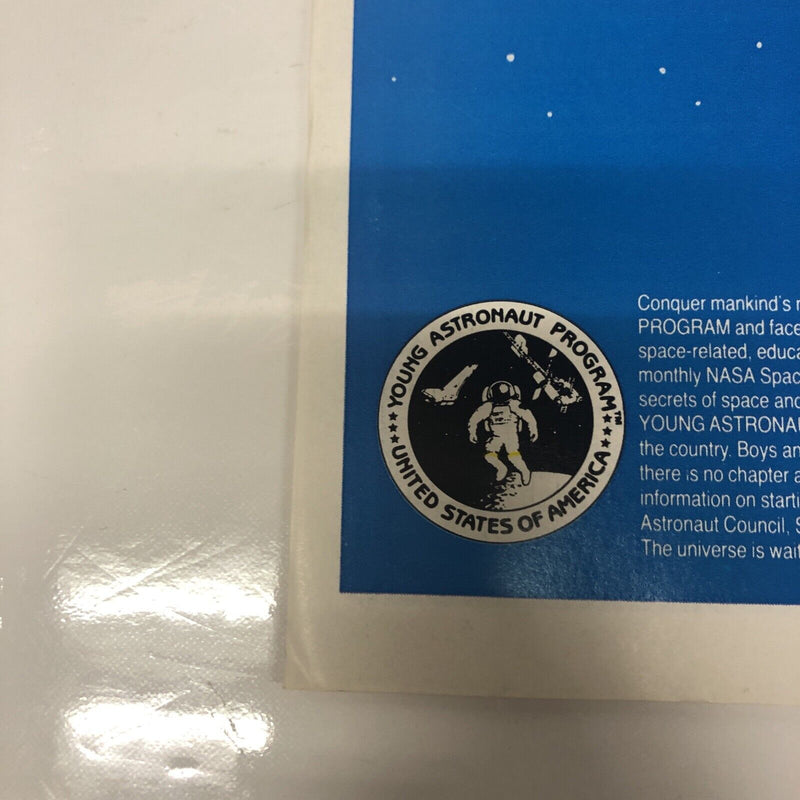 YOUNG ASTRONAUT PROGRAM™
UNITED STATES OF AMERICA
Conquer mankind's
PROGRAM and face
space-related, educa
monthly NASA Spac
secrets of space and
YOUNG ASTRONAU
the country. Boys an
there is no chapter a
information on starti
Astronaut Council, S
The universe is wait